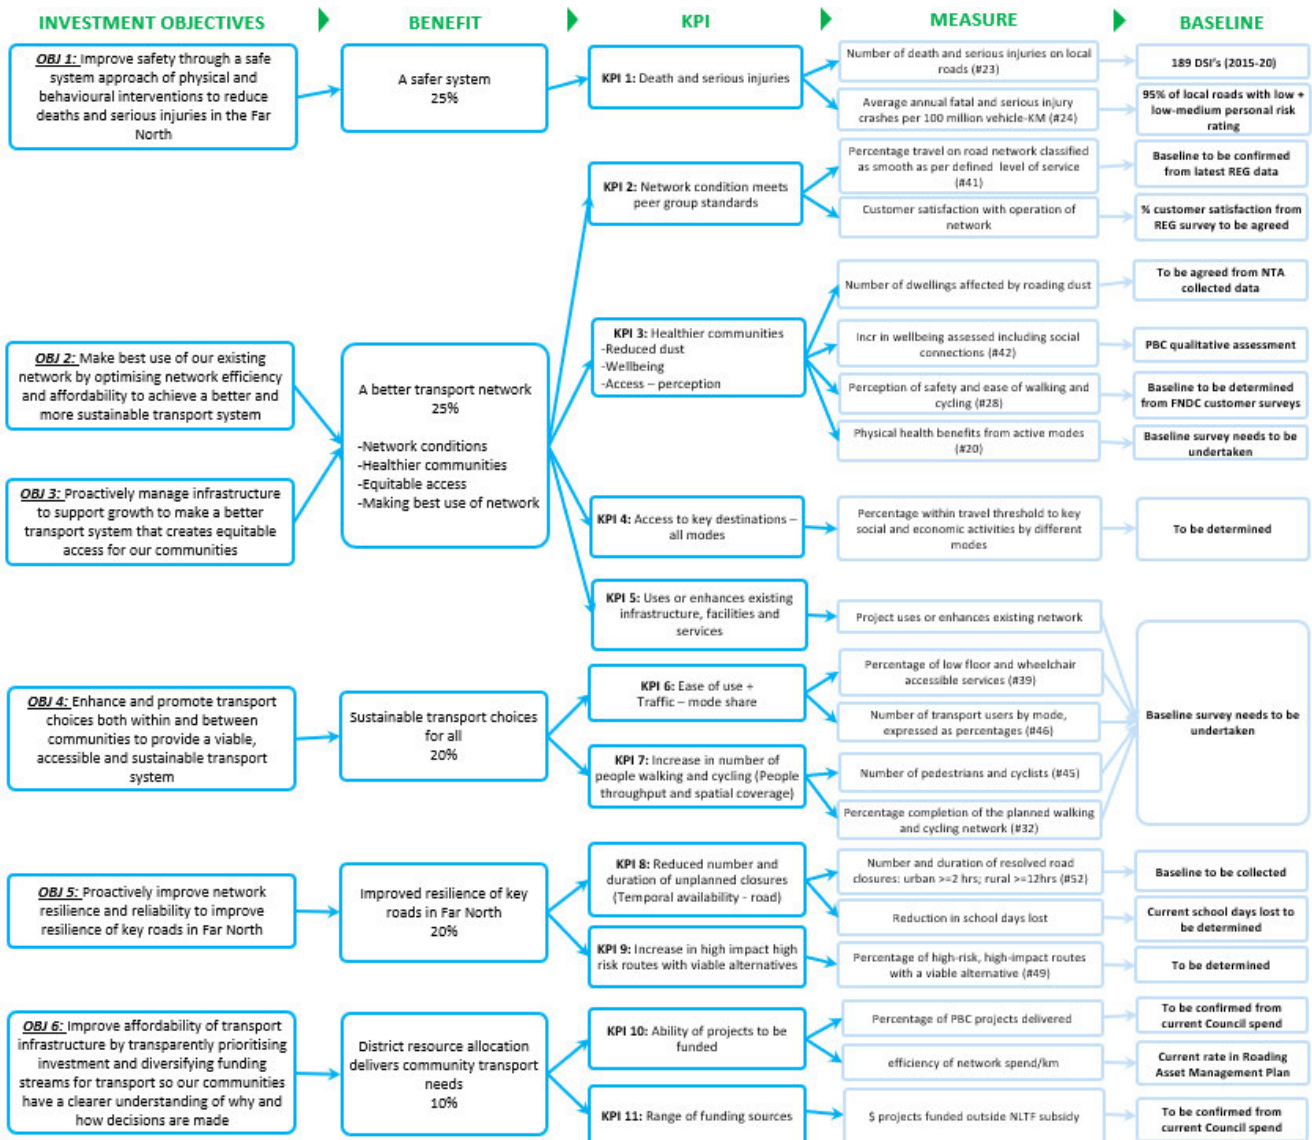 INVESTMENT OBJECTIVES
BENEFIT
KPI
MEASURE
BASELINE
OBJ 1: Improve safety through a safe
system approach of physical and
behavioural interventions to reduce
deaths and serious injuries in the Far
North
A safer system
25%
KPI 1: Death and serious injuries
Number of death and serious injuries on local
roads (#23)
189 DSI's (2015-20)
Average annual fatal and serious injury
crashes per 100 million vehicle-KM (#24)
95% of local roads with low +
low-medium personal risk
rating
OBJ 2: Make best use of our existing
network by optimising network efficiency
and affordability to achieve a better and
more sustainable transport system
OBJ 3: Proactively manage infrastructure
to support growth to make a better
transport system that creates equitable
access for our communities
A better transport network
25%
-Network conditions
-Healthier communities
-Equitable access
-Making best use of network
KPI 2: Network condition meets
peer group standards
Percentage travel on road network classified
as smooth as per defined level of service
(#41)
Baseline to be confirmed
from latest REG data
Customer satisfaction with operation of
network
% customer satisfaction from
REG survey to be agreed
KPI 3: Healthier communities
-Reduced dust
-Wellbeing
-Access – perception
Number of dwellings affected by roading dust
To be agreed from NTA
collected data
Incr in wellbeing assessed including social
connections (#42)
PBC qualitative assessment
Perception of safety and ease of walking and
cycling (#28)
Baseline to be determined
from FNDC customer surveys
Physical health benefits from active modes
(#20)
Baseline survey needs to be
undertaken
KPI 4: Access to key destinations –
all modes
Percentage within travel threshold to key
social and economic activities by different
modes
To be determined
KPI 5: Uses or enhances existing
infrastructure, facilities and
services
Project uses or enhances existing network
OBJ 4: Enhance and promote transport
choices both within and between
communities to provide a viable,
accessible and sustainable transport
system
Sustainable transport choices
for all
20%
KPI 6: Ease of use +
Traffic – mode share
Percentage of low floor and wheelchair
accessible services (#39)
Number of transport users by mode,
expressed as percentages (#46)
KPI 7: Increase in number of
people walking and cycling (People
throughput and spatial coverage)
Number of pedestrians and cyclists (#45)
Percentage completion of the planned walking
and cycling network (#32)
Baseline survey needs to be
undertaken
OBJ 5: Proactively improve network
resilience and reliability to improve
resilience of key roads in Far North
Improved resilience of key
roads in Far North
20%
KPI 8: Reduced number and
duration of unplanned closures
(Temporal availability - road)
Number and duration of resolved road
closures: urban >=2 hrs; rural >=12hrs (#52)
Baseline to be collected
Reduction in school days lost
Current school days lost to
be determined
KPI 9: Increase in high impact high
risk routes with viable alternatives
Percentage of high-risk, high-impact routes
with a viable alternative (#49)
To be determined
OBJ 6: Improve affordability of transport
infrastructure by transparently prioritising
investment and diversifying funding
streams for transport so our communities
have a clearer understanding of why and
how decisions are made
District resource allocation
delivers community transport
needs
10%
KPI 10: Ability of projects to be
funded
Percentage of PBC projects delivered
To be confirmed from
current Council spend
efficiency of network spend/km
Current rate in Roading
Asset Management Plan
KPI 11: Range of funding sources
$ projects funded outside NLTF subsidy
To be confirmed from
current Council spend